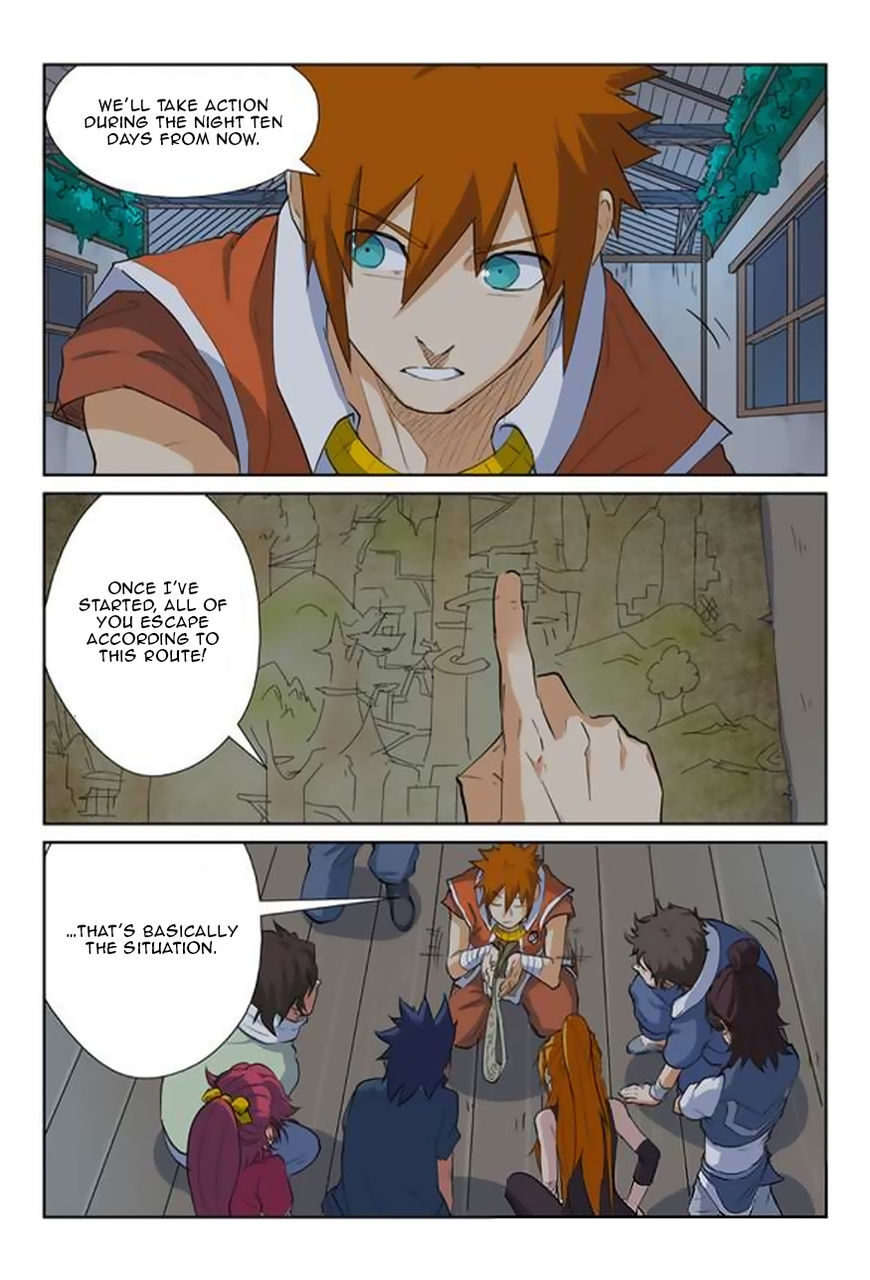 WE'LL TAKE ACTION
DURING THE NIGHT TEN
DAYS FROM NOW.
ONCE I'VE
STARTED, ALL OF
YOU ESCAPE
ACCORDING TO
THIS ROUTE!
...THAT'S BASICALLY
THE SITUATION.